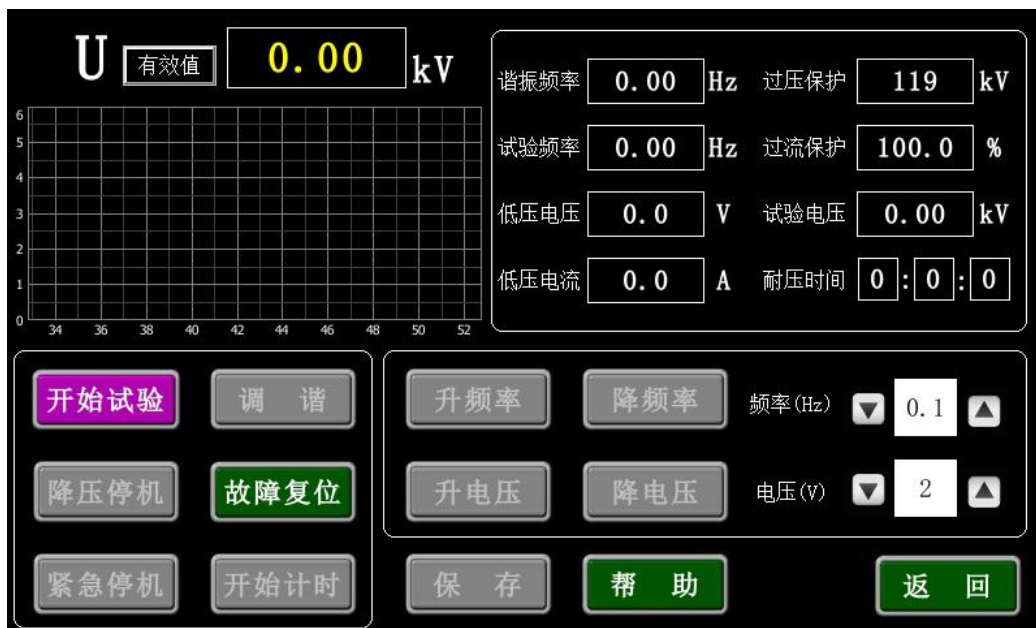 U 有效值 0.00 kV
6
5
4
3
2
1
0
34 36 38 40 42 44 46 48 50 52
谐振频率 0.00 Hz 过压保护 119 kV
试验频率 0.00 Hz 过流保护 100.0 %
低压电压 0.0 V 试验电压 0.00 kV
低压电流 0.0 A 耐压时间 0 : 0 : 0
开始试验 调 谐
降压停机 故障复位
紧急停机 开始计时
升频率 降频率 频率(Hz) 0.1
升电压 降电压 电压(V) 2
保 存 帮 助 返 回